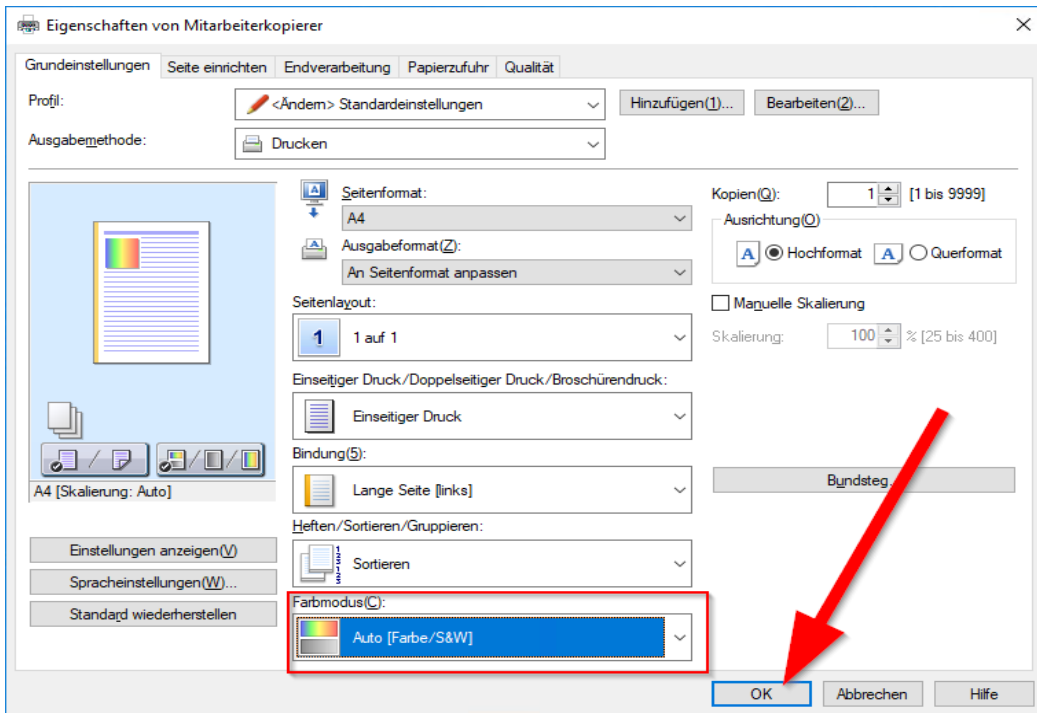 Eigenschaften von Mitarbeiterkopierer
Grundeinstellungen Seite einrichten Endverarbeitung Papierzufuhr Qualität
Profil: <Ändern> Standardeinstellungen Hinzufügen(1)... Bearbeiten(2)...
Ausgabemethode: Drucken
Seitenformat:
A4
Ausgabeformat(Z):
An Seitenformat anpassen
Seitenlayout:
1 1 auf 1
Einseitiger Druck/Doppelseitiger Druck/Broschürendruck:
Einseitiger Druck
Bindung(5):
Lange Seite [links]
Heften/Sortieren/Gruppieren:
Sortieren
Farbmodus(C):
Auto [Farbe/S&W]
Kopien(Q): 1 [1 bis 9999]
Ausrichtung(O)
A Hochformat A Querformat
Manuelle Skalierung
Skalierung: 100 % [25 bis 400]
Bundsteg..
A4 [Skalierung: Auto]
Einstellungen anzeigen(V)
Spracheinstellungen(W)...
Standard wiederherstellen
OK Abbrechen Hilfe